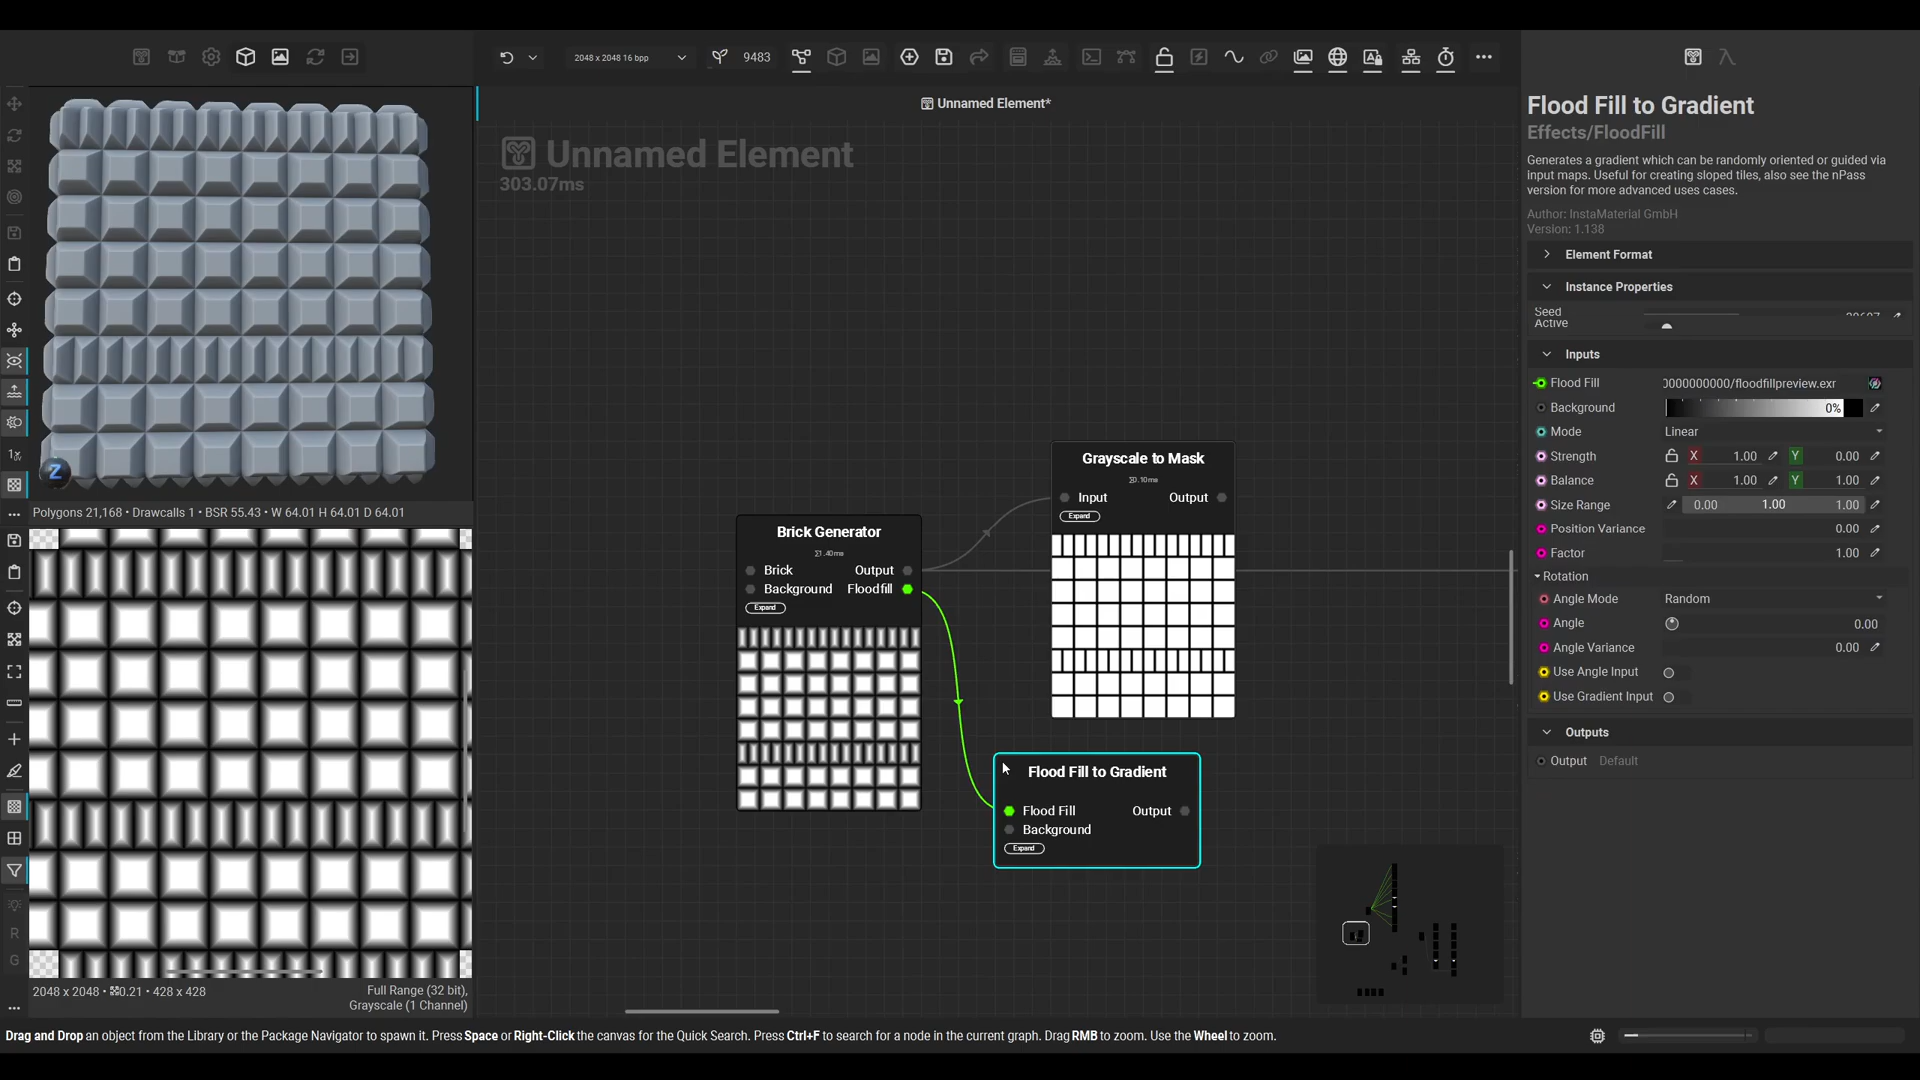 2048 x 2048 16 bpp
9483
Unnamed Element*
Unnamed Element
303.07ms
Polygons 21,168 • Drawcalls 1 • BSR 55.43 • W 64.01 H 64.01 D 64.01
Z
R
G
2048 x 2048 • 0.21 • 428 x 428
Full Range (32 bit),
Grayscale (1 Channel)
Brick Generator
Brick
Output
Background
Floodfill
Expand
Grayscale to Mask
Input
Output
Expand
Flood Fill to Gradient
Flood Fill
Output
Background
Expand
Flood Fill to Gradient
Effects/FloodFill
Generates a gradient which can be randomly oriented or guided via
input maps. Useful for creating sloped tiles, also see the nPass
version for more advanced uses cases.
Author: InstaMaterial GmbH
Version: 1.138
Element Format
Instance Properties
Seed
Active
Inputs
Flood Fill 0000000000/floodfillpreview.exr
Background 0%
Mode Linear
Strength X 1.00 Y 0.00
Balance X 1.00 Y 1.00
Size Range 0.00 1.00 1.00
Position Variance 0.00
Factor 1.00
Rotation
Angle Mode Random
Angle 0.00
Angle Variance 0.00
Use Angle Input
Use Gradient Input
Outputs
Output Default
Drag and Drop an object from the Library or the Package Navigator to spawn it. Press Space or Right-Click the canvas for the Quick Search. Press Ctrl+F to search for a node in the current graph. Drag RMB to zoom. Use the Wheel to zoom.